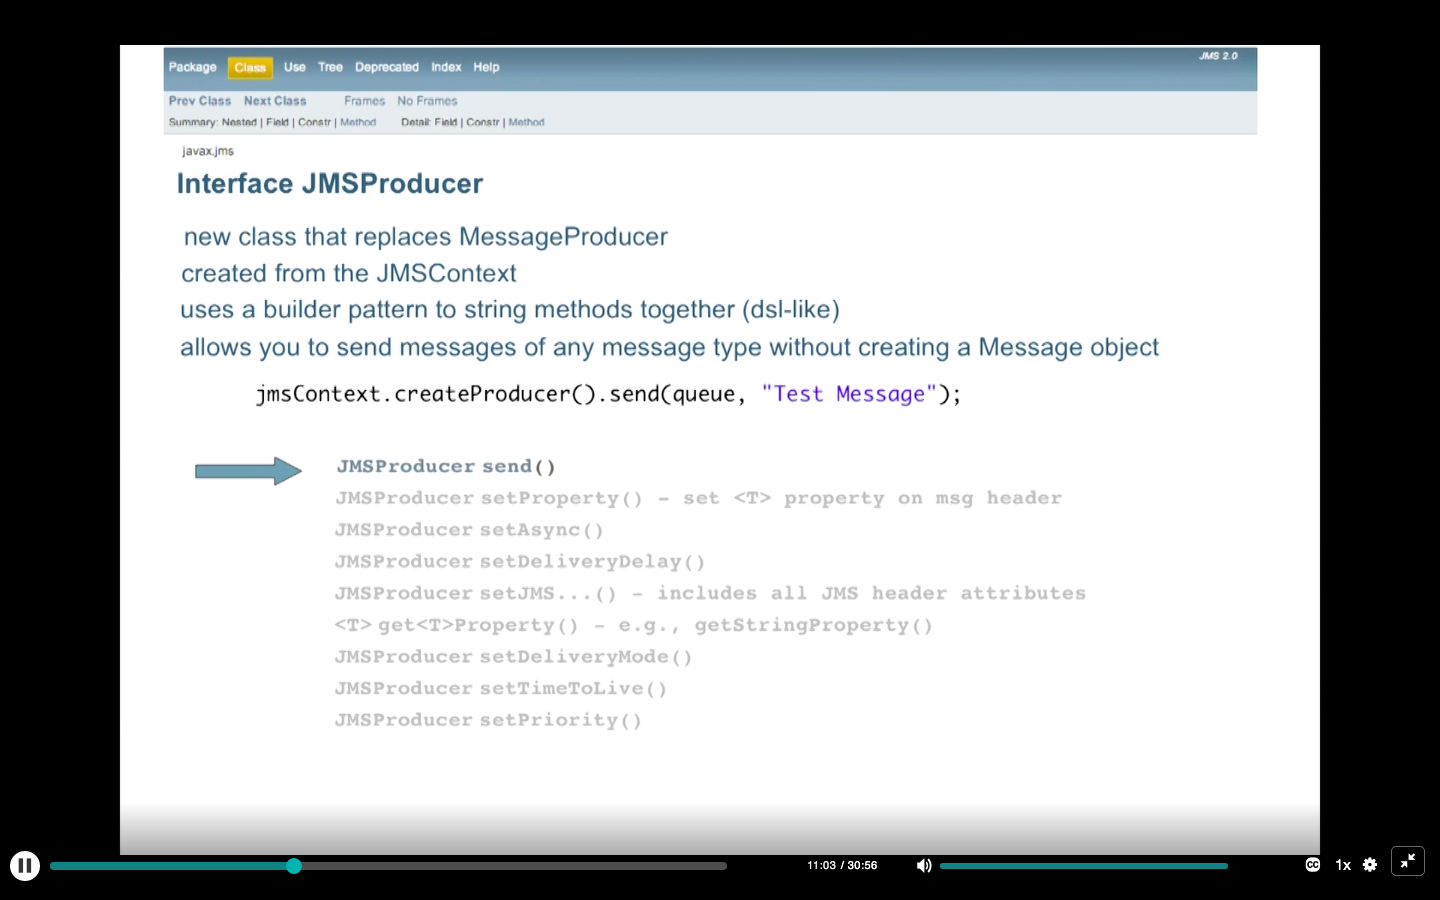 Package Class Use Tree Deprecated Index Help
JMS 2.0
Prev Class Next Class Frames No Frames
Summary: Nested | Field | Constr | Method Detail: Field | Constr | Method
javax.jms
Interface JMSProducer
new class that replaces MessageProducer
created from the JMSContext
uses a builder pattern to string methods together (dsl-like)
allows you to send messages of any message type without creating a Message object
jmsContext.createProducer().send(queue, "Test Message");
JMSProducer send()
JMSProducer setProperty() - set <T> property on msg header
JMSProducer setAsync()
JMSProducer setDeliveryDelay()
JMSProducer setJMS...() - includes all JMS header attributes
<T> get<T>Property() - e.g., getStringProperty()
JMSProducer setDeliveryMode()
JMSProducer setTimeToLive()
JMSProducer setPriority()
11:03 / 30:56 CC 1x